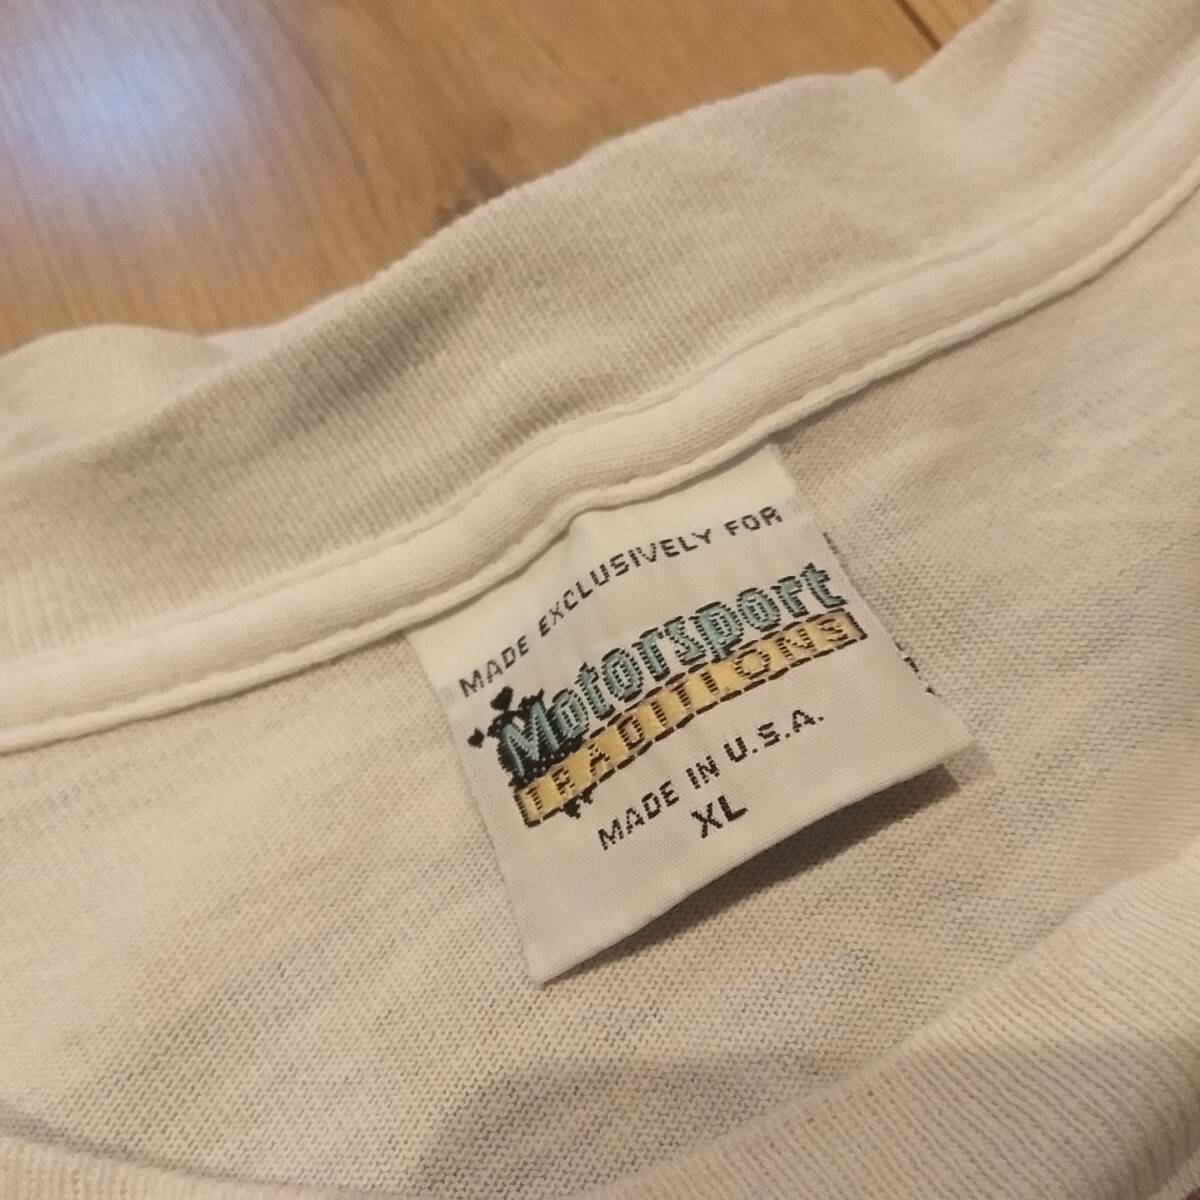 MADE EXCLUSIVELY FOR
Motorsport
TRADITIONS
MADE IN U.S.A.
XL